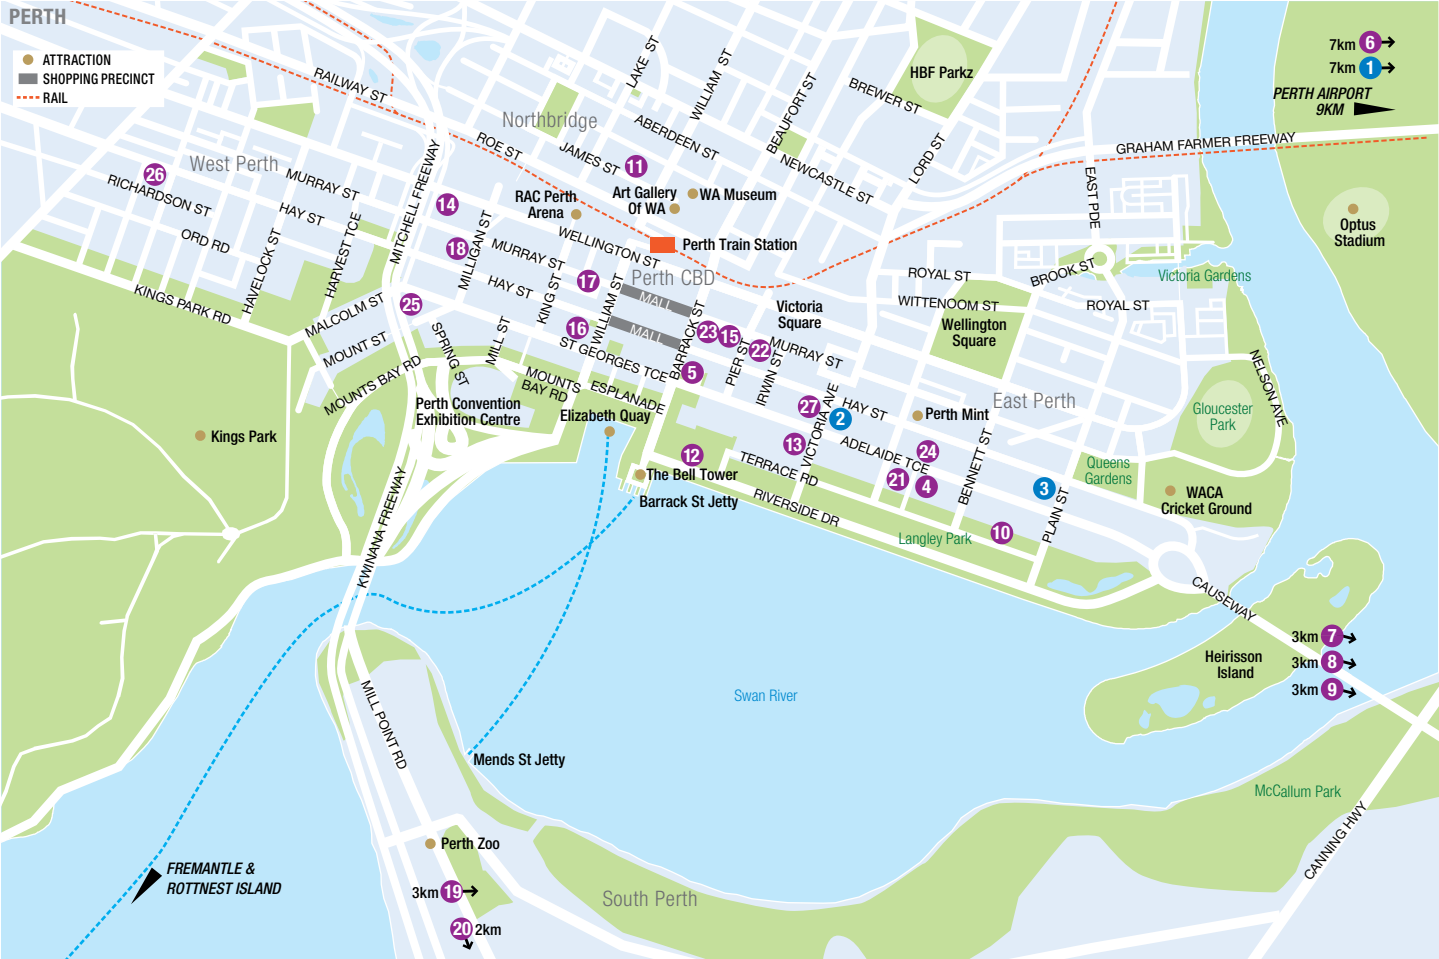 PERTH
ATTRACTION
SHOPPING PRECINCT
RAIL
7km 6
7km 1
PERTH AIRPORT
9KM
HBF Parkz
LAKE ST
WILLIAM ST
BEAUFORT ST
BREWER ST
RAILWAY ST
Northbridge
ABERDEEN ST
ROE ST
JAMES ST
11
NEWCASTLE ST
LORD ST
GRAHAM FARMER FREEWAY
EAST PDE
West Perth
26
RICHARDSON ST
MURRAY ST
HAY ST
ORD RD
HAVELOCK ST
HARVEST TCE
KINGS PARK RD
MITCHELL FREEWAY
14
18
MILLIGAN ST
RAC Perth
Arena
Art Gallery
Of WA
WA Museum
WELLINGTON ST
Perth Train Station
Perth CBD
MURRAY ST
HAY ST
KING ST
17
WILLIAM ST
MALL
MALL
BARRACK ST
16
23
15
22
5
PIER ST
IRWIN ST
Victoria
Square
MURRAY ST
Optus
Stadium
Victoria Gardens
BROOK ST
ROYAL ST
WITTENOOM ST
ROYAL ST
Wellington
Square
25
MALCOLM ST
MOUNT ST
MOUNTS BAY RD
SPRING ST
MILL ST
ST GEORGES TCE
MOUNTS
BAY RD
ESPLANADE
Perth Convention
Exhibition Centre
Elizabeth Quay
27
2
VICTORIA AVE
HAY ST
Perth Mint
East Perth
NELSON AVE
Gloucester
Park
Kings Park
12
13
ADELAIDE TCE
24
21
4
BENNETT ST
Queens
Gardens
WACA
Cricket Ground
The Bell Tower
Barrack St Jetty
TERRACE RD
RIVERSIDE DR
3
PLAIN ST
10
Langley Park
KWINANA FREEWAY
CAUSEWAY
3km 7
3km 8
3km 9
Heirisson
Island
Swan River
MILL POINT RD
Mends St Jetty
McCallum Park
CANNING HWY
Perth Zoo
FREMANTLE &
ROTTNEST ISLAND
3km 19
20 2km
South Perth